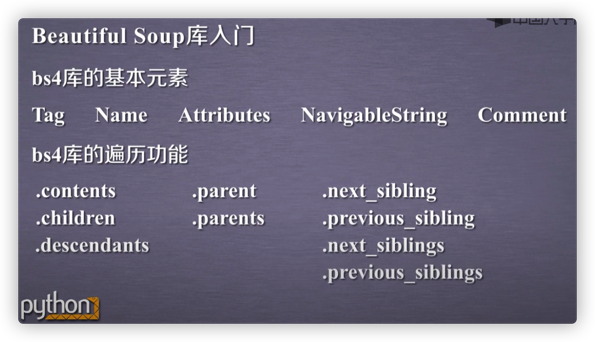 Beautiful Soup库入门
bs4库的基本元素
Tag Name Attributes NavigableString Comment
bs4库的遍历功能
.contents .parent .next_sibling
.children .parents .previous_sibling
.descendants .next_siblings
.previous_siblings
python